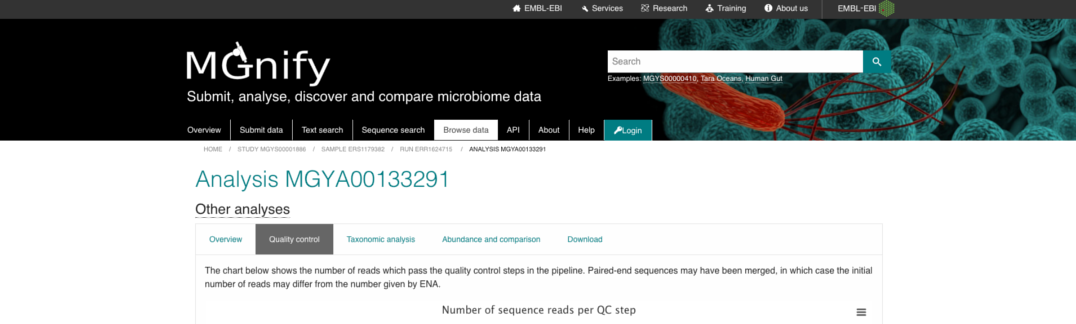 EMBL-EBI Services Research Training About us EMBL-EBI
MGnify
Submit, analyse, discover and compare microbiome data
Search
Examples: MGYS00000410, Tara Oceans, Human Gut
Overview Submit data Text search Sequence search Browse data API About Help Login
HOME / STUDY MGYS00001886 / SAMPLE ERS1179382 / RUN ERR1624715 / ANALYSIS MGYA00133291
Analysis MGYA00133291
Other analyses
Overview Quality control Taxonomic analysis Abundance and comparison Download
The chart below shows the number of reads which pass the quality control steps in the pipeline. Paired-end sequences may have been merged, in which case the initial
number of reads may differ from the number given by ENA.
Number of sequence reads per QC step